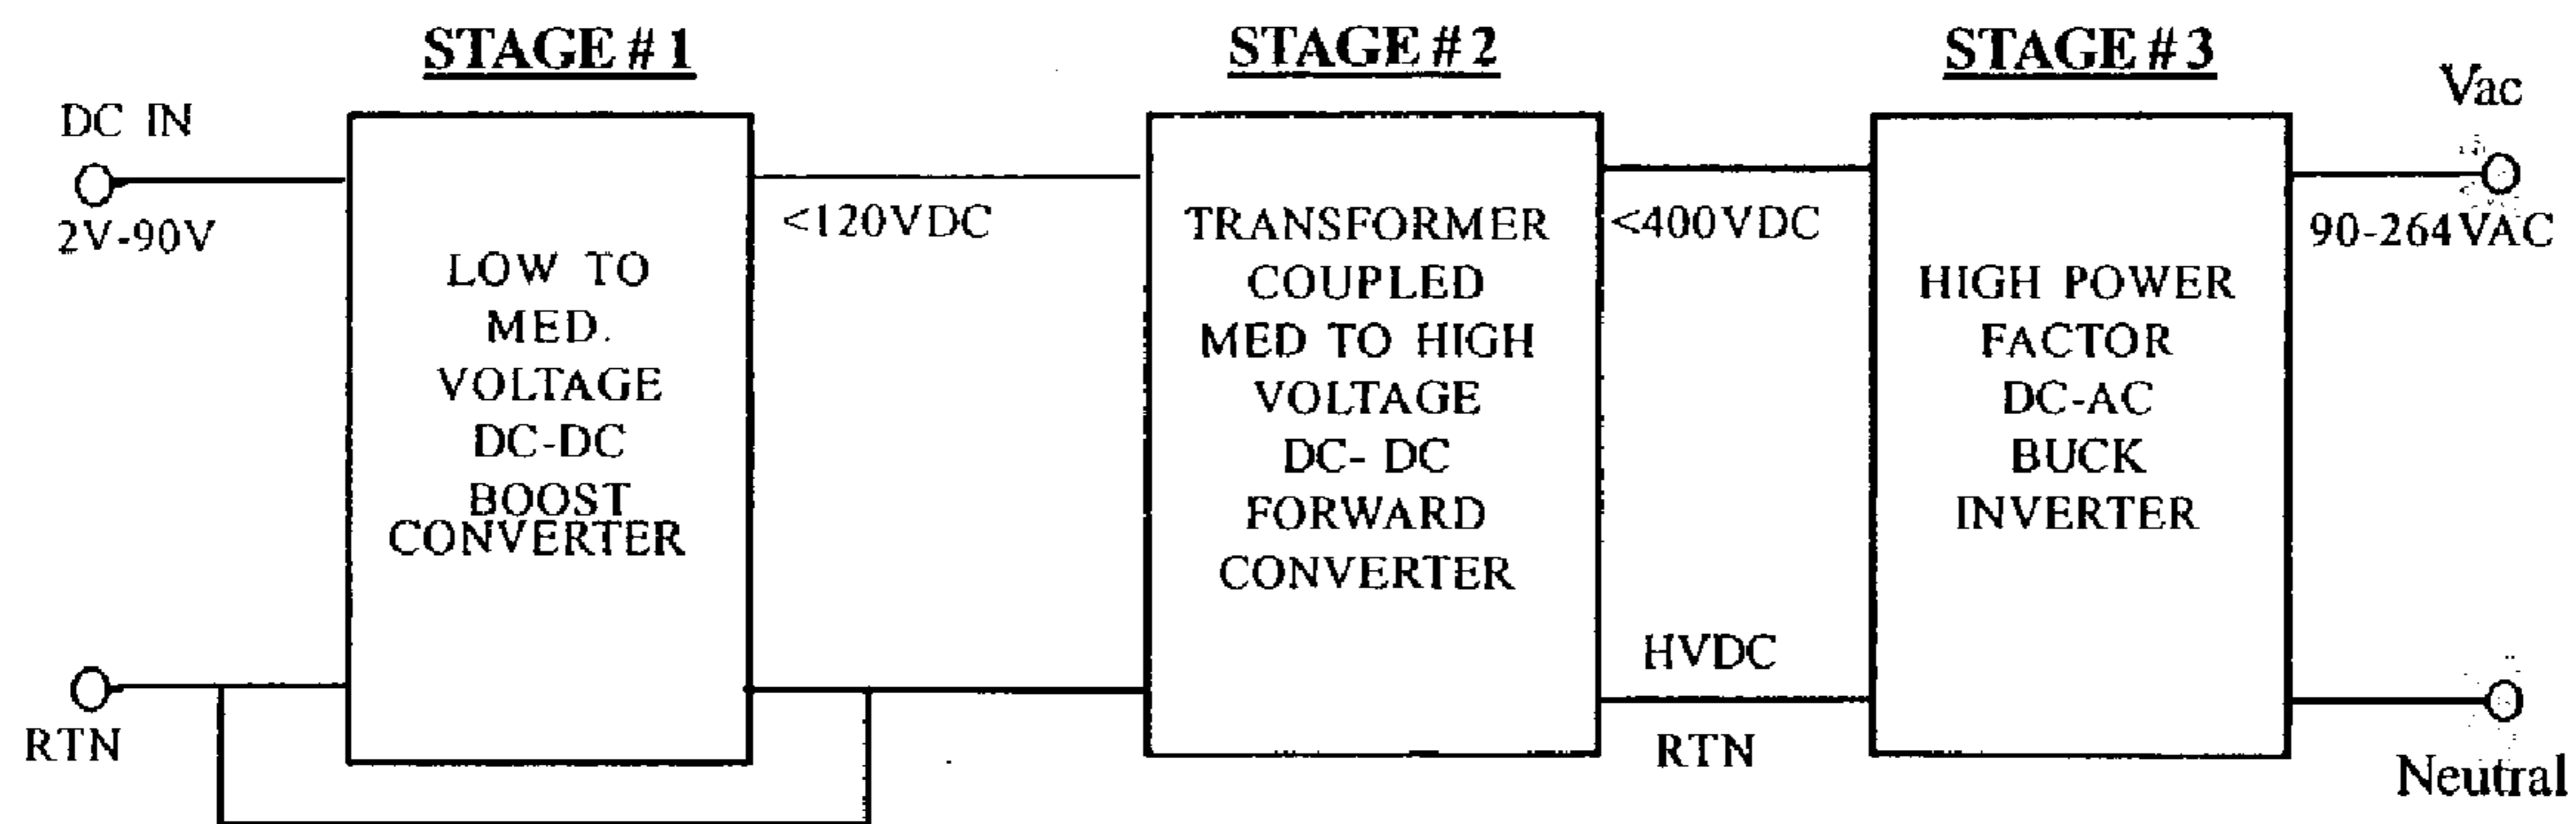 STAGE # 1
STAGE # 2
STAGE # 3
DC IN
2V-90V
RTN
LOW TO
MED.
VOLTAGE
DC-DC
BOOST
CONVERTER
<120VDC
TRANSFORMER
COUPLED
MED TO HIGH
VOLTAGE
DC- DC
FORWARD
CONVERTER
<400VDC
HVDC
RTN
HIGH POWER
FACTOR
DC-AC
BUCK
INVERTER
Vac
90-264VAC
Neutral